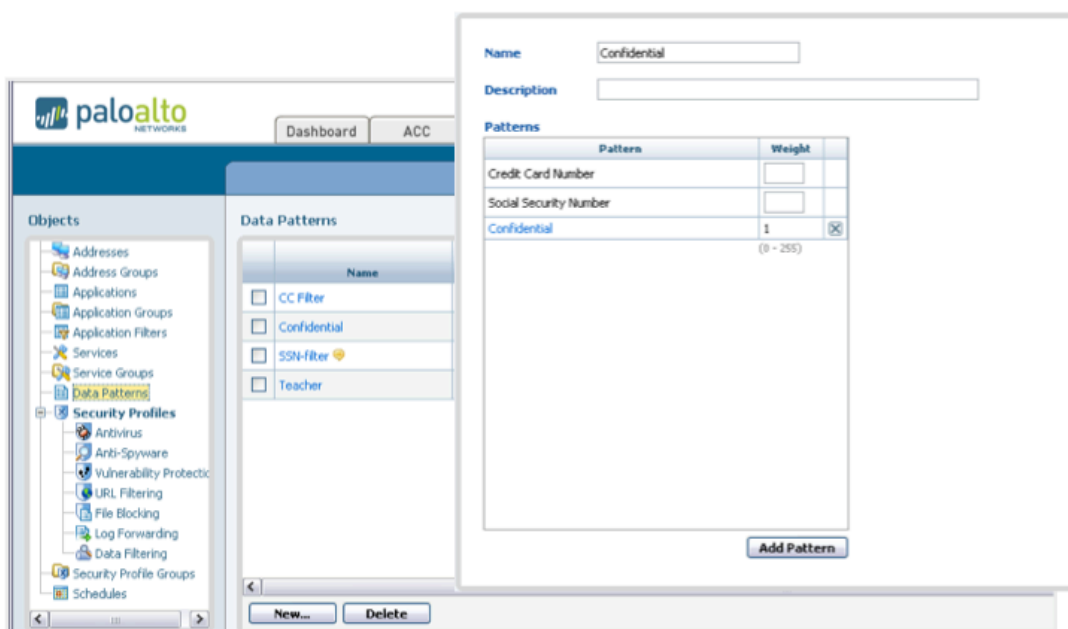 Name Confidential
Description
Patterns
Pattern Weight
Credit Card Number
Social Security Number
Confidential 1
(0 - 255)
Add Pattern
paloalto
NETWORKS
Dashboard ACC
Objects
Addresses
Address Groups
Applications
Application Groups
Application Filters
Services
Service Groups
Data Patterns
Security Profiles
Antivirus
Anti-Spyware
Vulnerability Protectio
URL Filtering
File Blocking
Log Forwarding
Data Filtering
Security Profile Groups
Schedules
Data Patterns
Name
CC Filter
Confidential
SSN-filter
Teacher
New... Delete